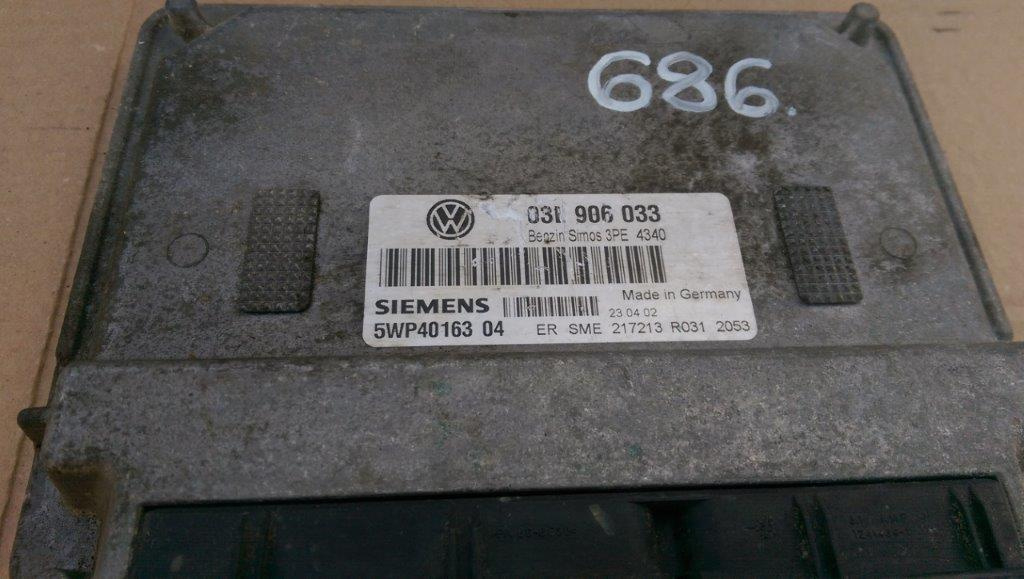 686.
906 033
Benzin Simos 3PE 4340
Made in Germany
SIEMENS
23 04 02
5WP40163 04 ER SME 217213 R031 2053